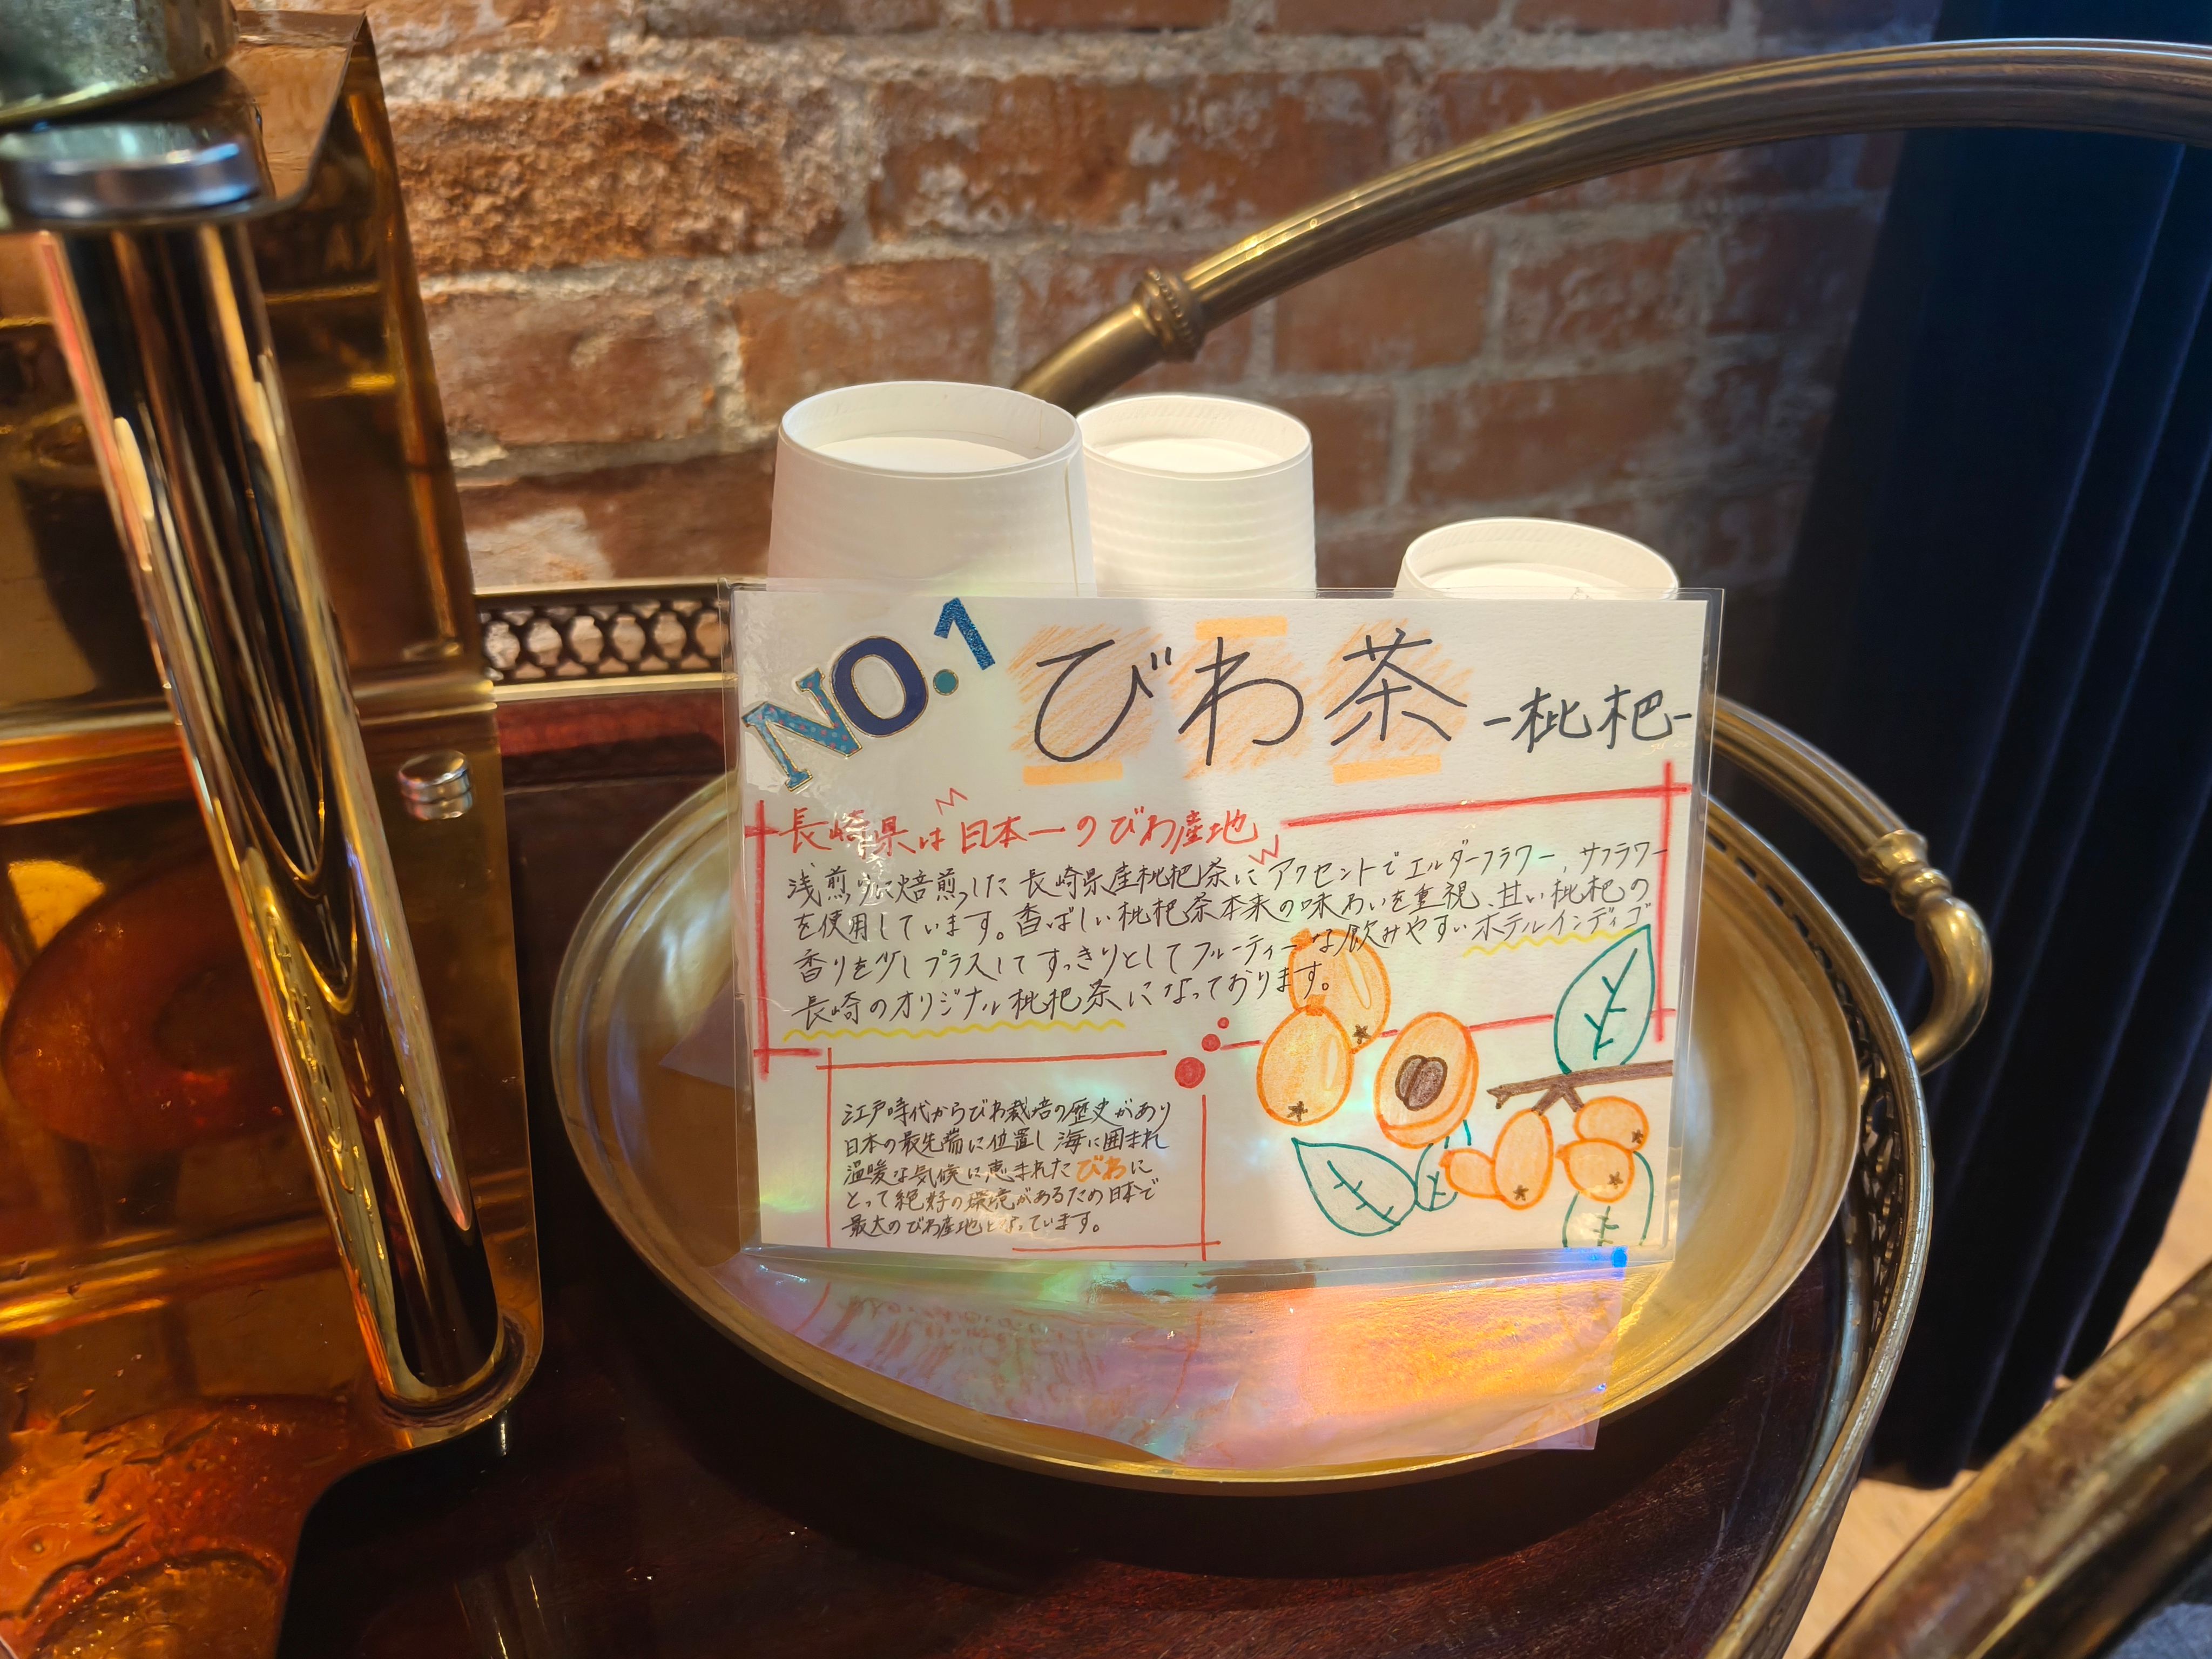 NO.1
びわ茶 -枇杷-
長崎県は日本一のびわ産地
浅煎りに焙煎した長崎県産枇杷茶にアクセントでエルダーフラワー、サフラワー
を使用しています。香ばしい枇杷茶本来の味わいを重視、甘い枇杷の
香りを少しプラスしてすっきりとしてフルーティーな飲みやすいホテルインディゴ
長崎のオリジナル枇杷茶になっております。
江戸時代からびわ栽培の歴史があり
日本の最先端に位置し海に囲まれ
温暖な気候に恵まれたびわに
とって絶好の環境があるため日本で
最大のびわ産地となっています。